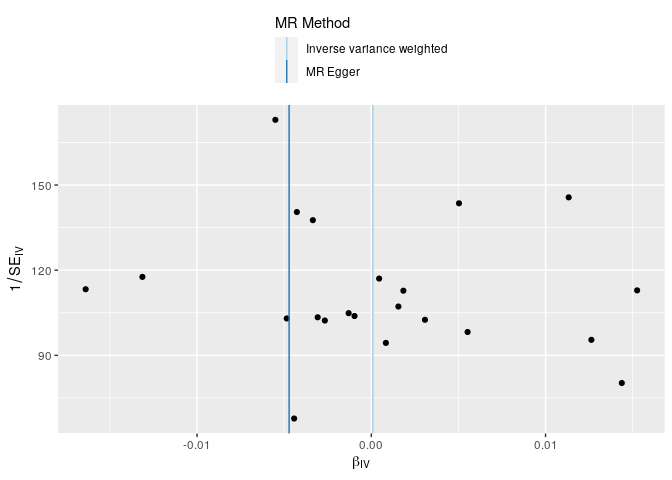 MR Method
Inverse variance weighted
MR Egger
1/SE_IV
150
120
90
-0.01
0.00
0.01
β_IV